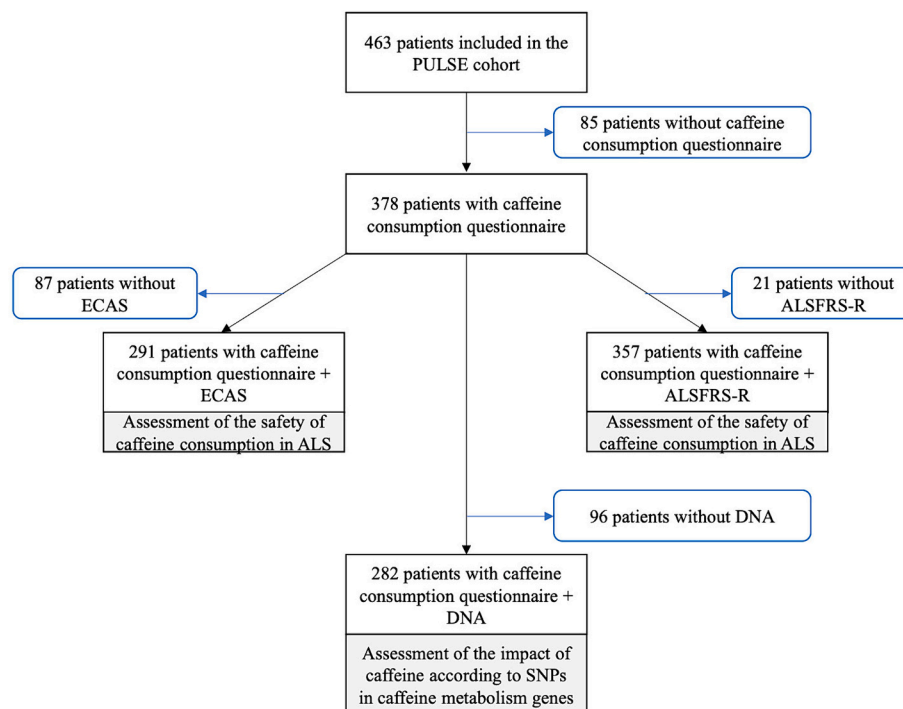 463 patients included in the
PULSE cohort
85 patients without caffeine
consumption questionnaire
378 patients with caffeine
consumption questionnaire
87 patients without
ECAS
21 patients without
ALSFRS-R
291 patients with caffeine
consumption questionnaire +
ECAS
Assessment of the safety of
caffeine consumption in ALS
357 patients with caffeine
consumption questionnaire +
ALSFRS-R
Assessment of the safety of
caffeine consumption in ALS
96 patients without DNA
282 patients with caffeine
consumption questionnaire +
DNA
Assessment of the impact of
caffeine according to SNPs
in caffeine metabolism genes